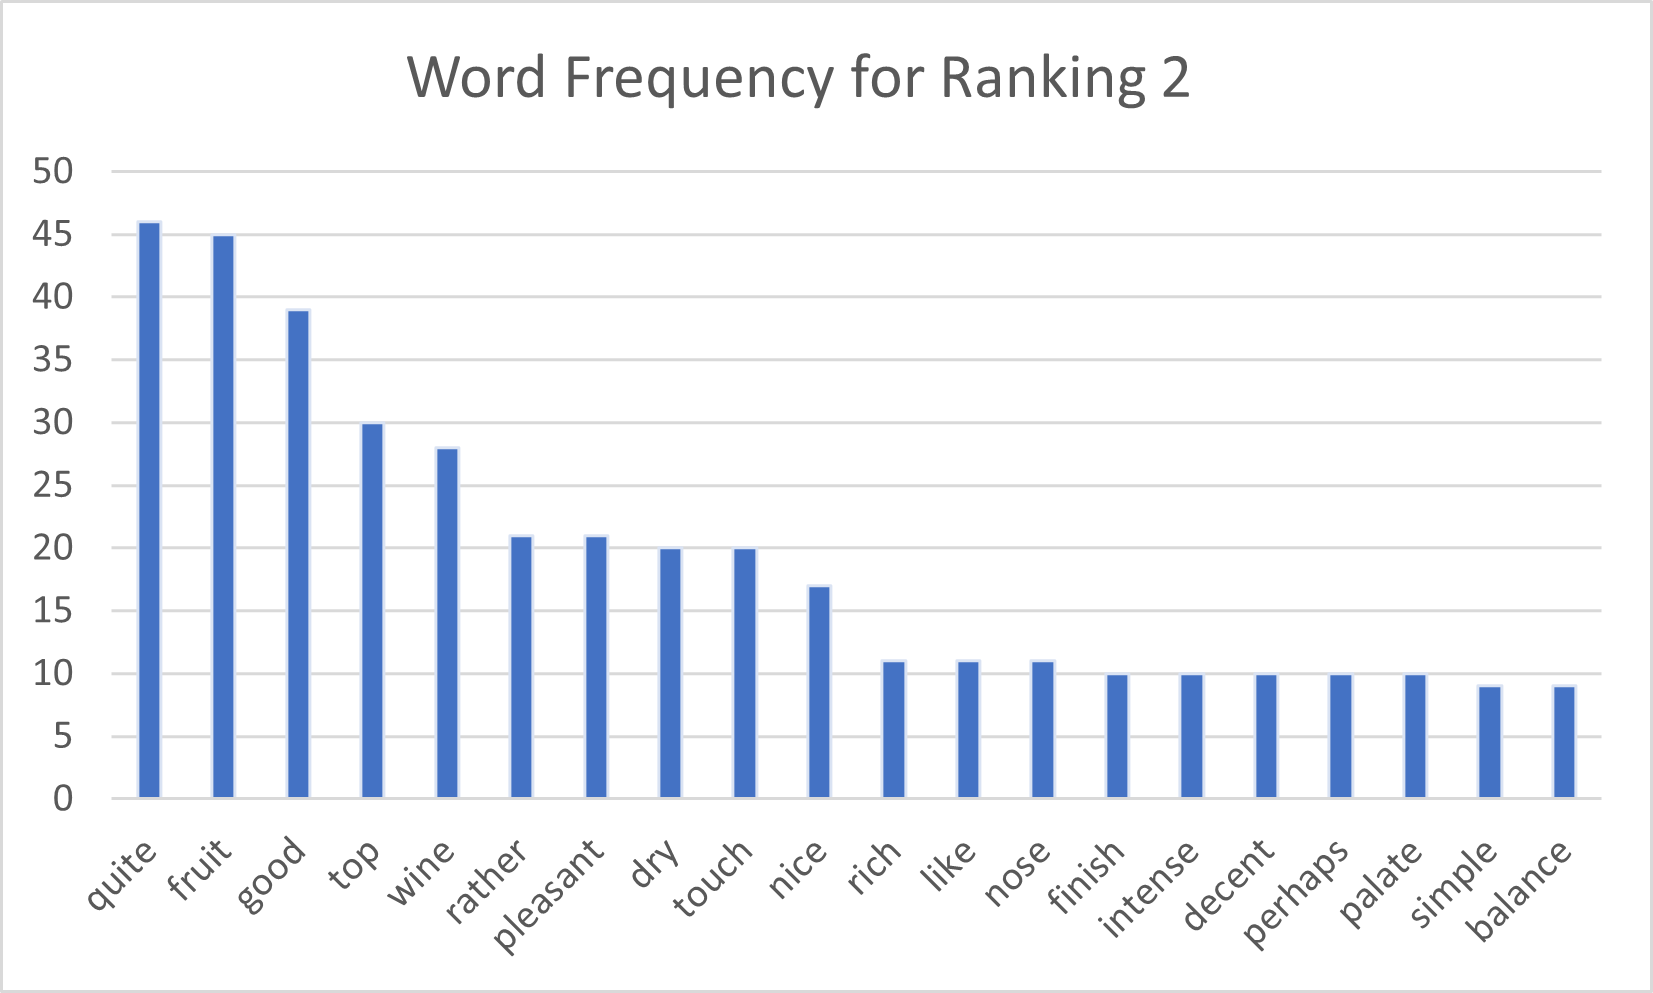 Word Frequency for Ranking 2
50
45
40
35
30
25
20
15
10
5
0
quite
fruit
good
top
wine
rather
pleasant
dry
touch
nice
rich
like
nose
finish
intense
decent
perhaps
palate
simple
balance